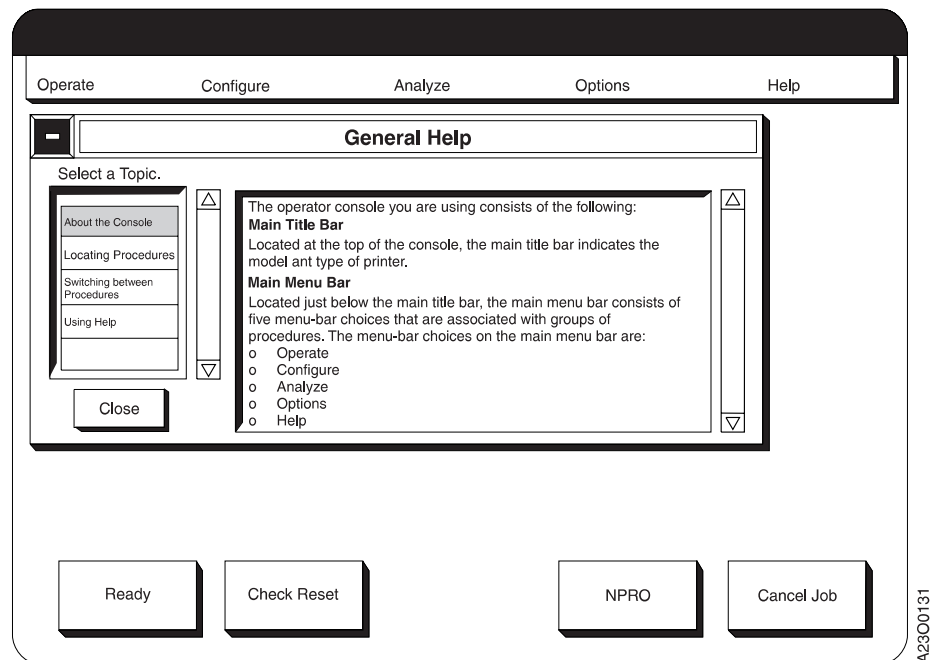 Operate Configure Analyze Options Help
General Help
Select a Topic.
About the Console
Locating Procedures
Switching between
Procedures
Using Help
Close
The operator console you are using consists of the following:
Main Title Bar
Located at the top of the console, the main title bar indicates the
model ant type of printer.
Main Menu Bar
Located just below the main title bar, the main menu bar consists of
five menu-bar choices that are associated with groups of
procedures. The menu-bar choices on the main menu bar are:
o Operate
o Configure
o Analyze
o Options
o Help
Ready Check Reset NPRO Cancel Job
A23O0131